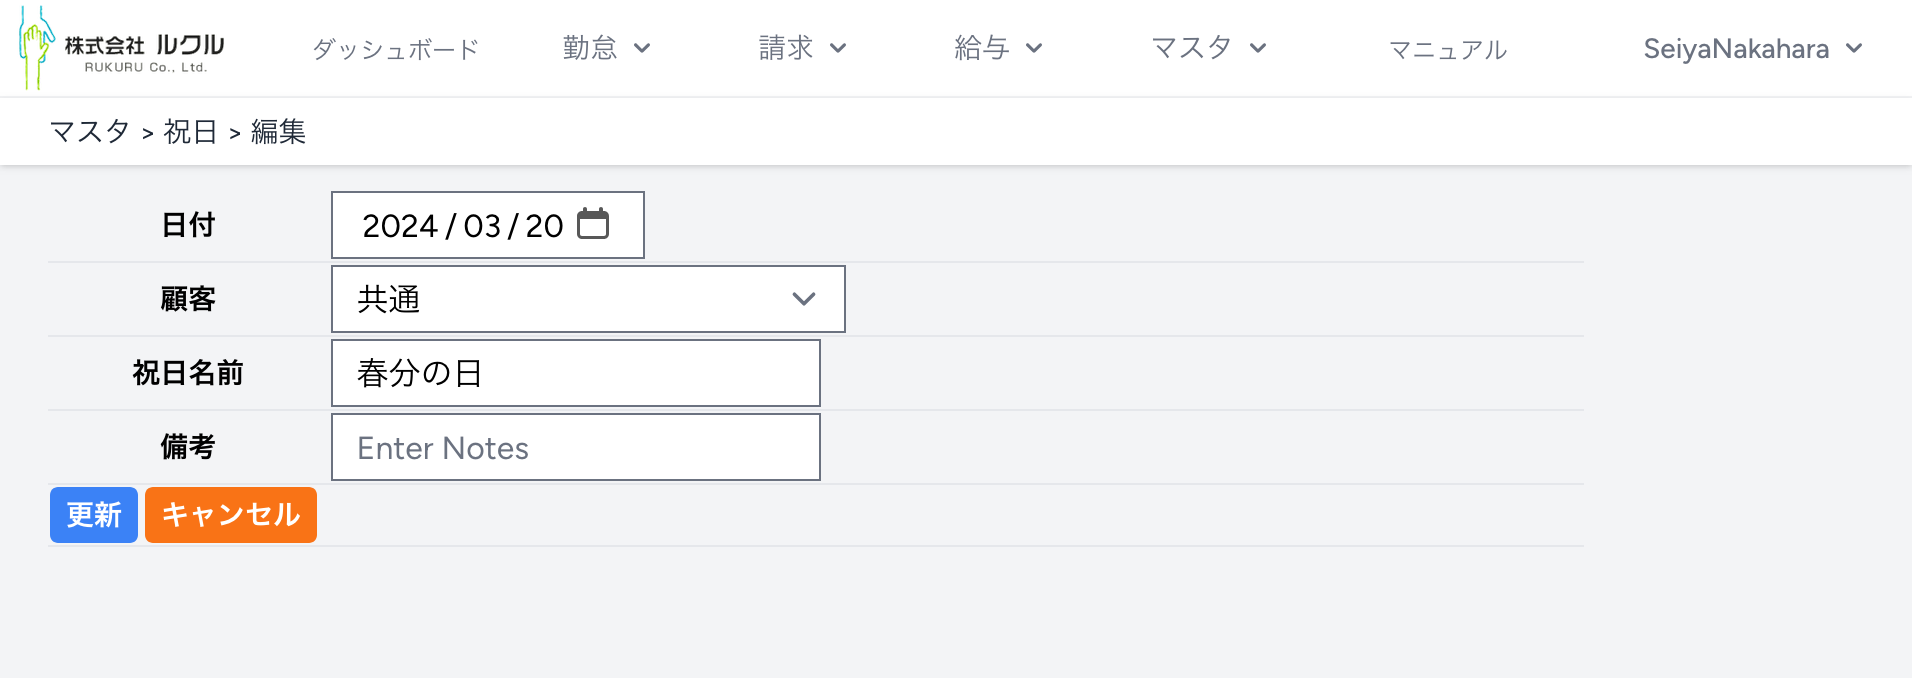 株式会社 ルクル
RUKURU Co., Ltd.
ダッシュボード 勤怠 請求 給与 マスタ マニュアル SeiyaNakahara
マスタ > 祝日 > 編集
日付 2024/03/20
顧客 共通
祝日名前 春分の日
備考 Enter Notes
更新 キャンセル